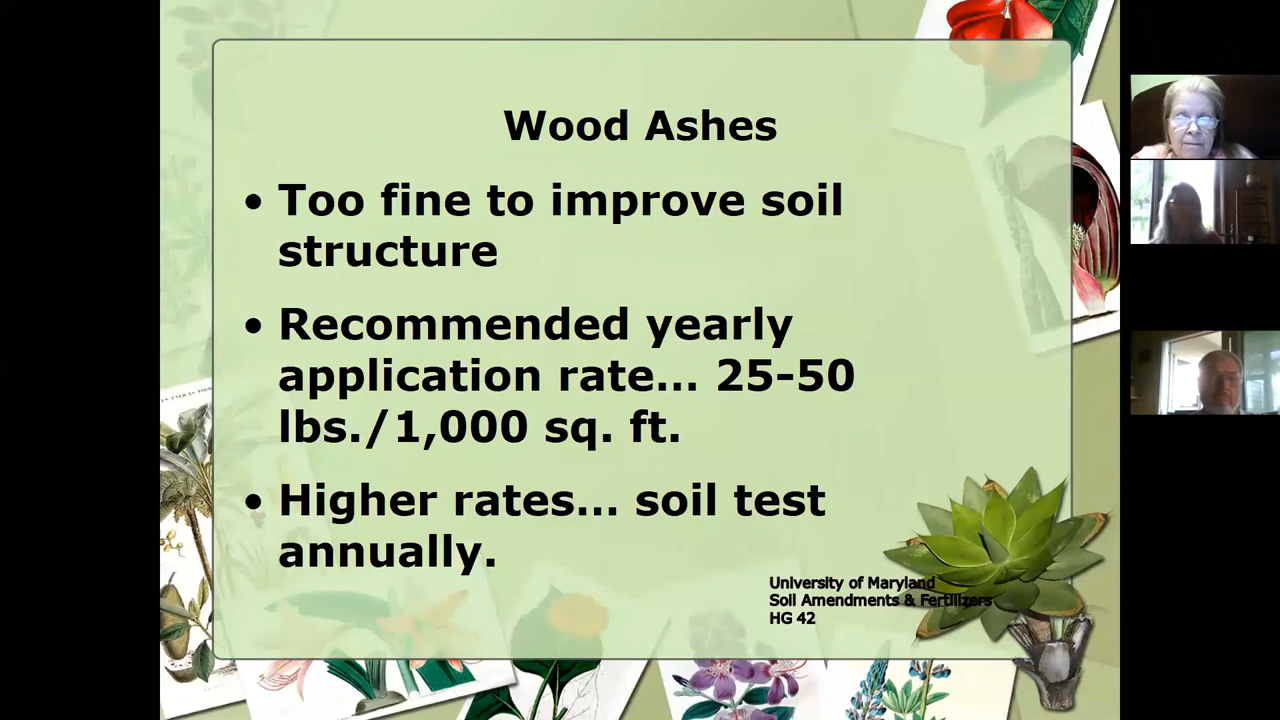 Wood Ashes
• Too fine to improve soil
structure
• Recommended yearly
application rate... 25-50
lbs./1,000 sq. ft.
• Higher rates... soil test
annually.
University of Maryland
Soil Amendments & Fertilizers
HG 42